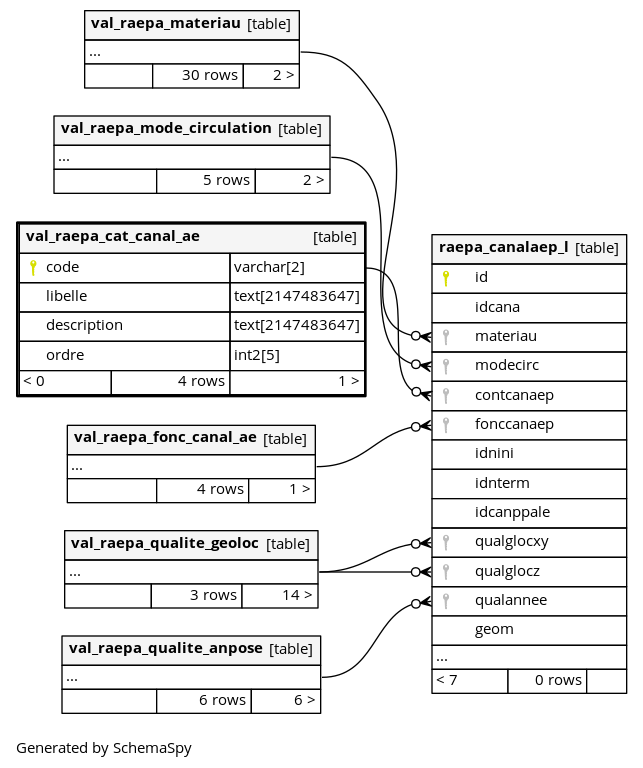 val_raepa_materiau [table]
...
30 rows 2 >
val_raepa_mode_circulation [table]
...
5 rows 2 >
val_raepa_cat_canal_ae [table]
code varchar[2]
libelle text[2147483647]
description text[2147483647]
ordre int2[5]
< 0 4 rows 1 >
val_raepa_fonc_canal_ae [table]
...
4 rows 1 >
val_raepa_qualite_geoloc [table]
...
3 rows 14 >
val_raepa_qualite_anpose [table]
...
6 rows 6 >
raepa_canalaep_l [table]
id
idcana
materiau
modecirc
contcanaep
fonccanaep
idnini
idnterm
idcanppale
qualglocxy
qualglocz
qualannee
geom
...
< 7 0 rows
Generated by SchemaSpy